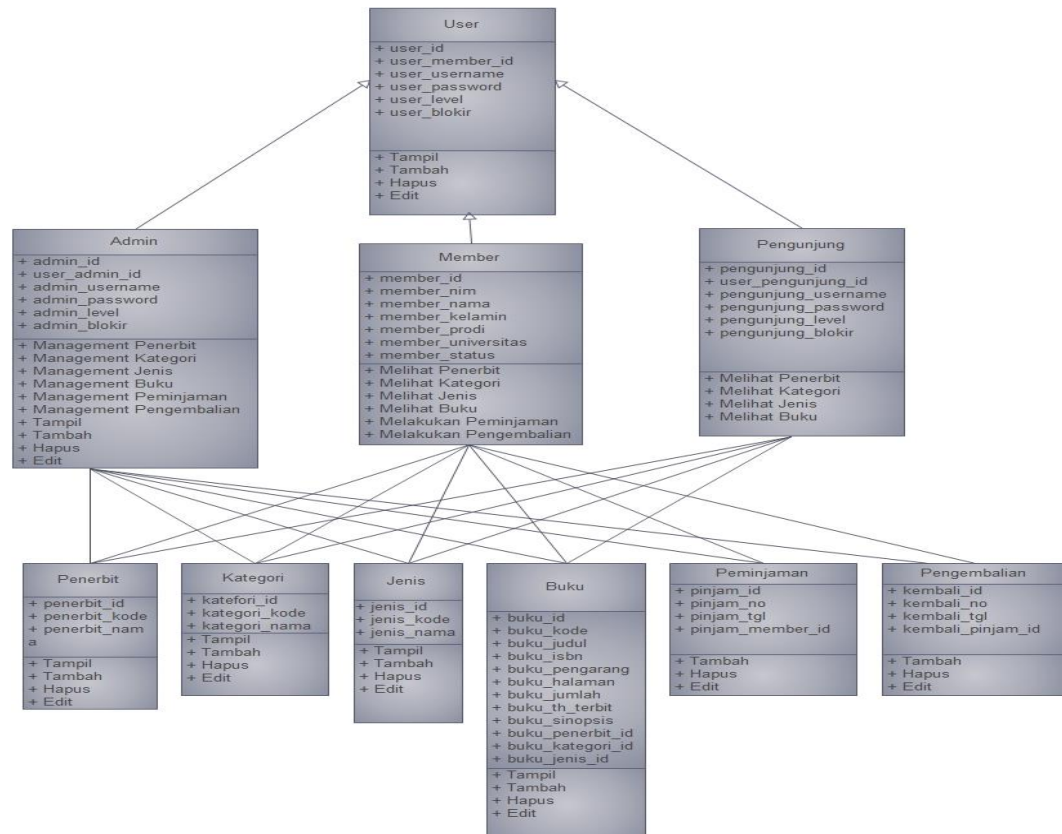 User
+ user_id
+ user_member_id
+ user_username
+ user_password
+ user_level
+ user_blokir
+ Tampil
+ Tambah
+ Hapus
+ Edit
Admin
+ admin_id
+ user_admin_id
+ admin_username
+ admin_password
+ admin_level
+ admin_blokir
+ Management Penerbit
+ Management Kategori
+ Management Jenis
+ Management Buku
+ Management Peminjaman
+ Management Pengembalian
+ Tampil
+ Tambah
+ Hapus
+ Edit
Member
+ member_id
+ member_nim
+ member_nama
+ member_kelamin
+ member_prodi
+ member_universitas
+ member_status
+ Melihat Penerbit
+ Melihat Kategori
+ Melihat Jenis
+ Melihat Buku
+ Melakukan Peminjaman
+ Melakukan Pengembalian
Pengunjung
+ pengunjung_id
+ user_pengunjung_id
+ pengunjung_username
+ pengunjung_password
+ pengunjung_level
+ pengunjung_blokir
+ Melihat Penerbit
+ Melihat Kategori
+ Melihat Jenis
+ Melihat Buku
Penerbit
+ penerbit_id
+ penerbit_kode
+ penerbit_nam
a
+ Tampil
+ Tambah
+ Hapus
+ Edit
Kategori
+ katefori_id
+ kategori_kode
+ kategori_nama
+ Tampil
+ Tambah
+ Hapus
+ Edit
Jenis
+ jenis_id
+ jenis_kode
+ jenis_nama
+ Tampil
+ Tambah
+ Hapus
+ Edit
Buku
+ buku_id
+ buku_kode
+ buku_judul
+ buku_isbn
+ buku_pengarang
+ buku_halaman
+ buku_jumlah
+ buku_th_terbit
+ buku_sinopsis
+ buku_penerbit_id
+ buku_kategori_id
+ buku_jenis_id
+ Tampil
+ Tambah
+ Hapus
+ Edit
Peminjaman
+ pinjam_id
+ pinjam_no
+ pinjam_tgl
+ pinjam_member_id
+ Tambah
+ Hapus
+ Edit
Pengembalian
+ kembali_id
+ kembali_no
+ kembali_tgl
+ kembali_pinjam_id
+ Tambah
+ Hapus
+ Edit